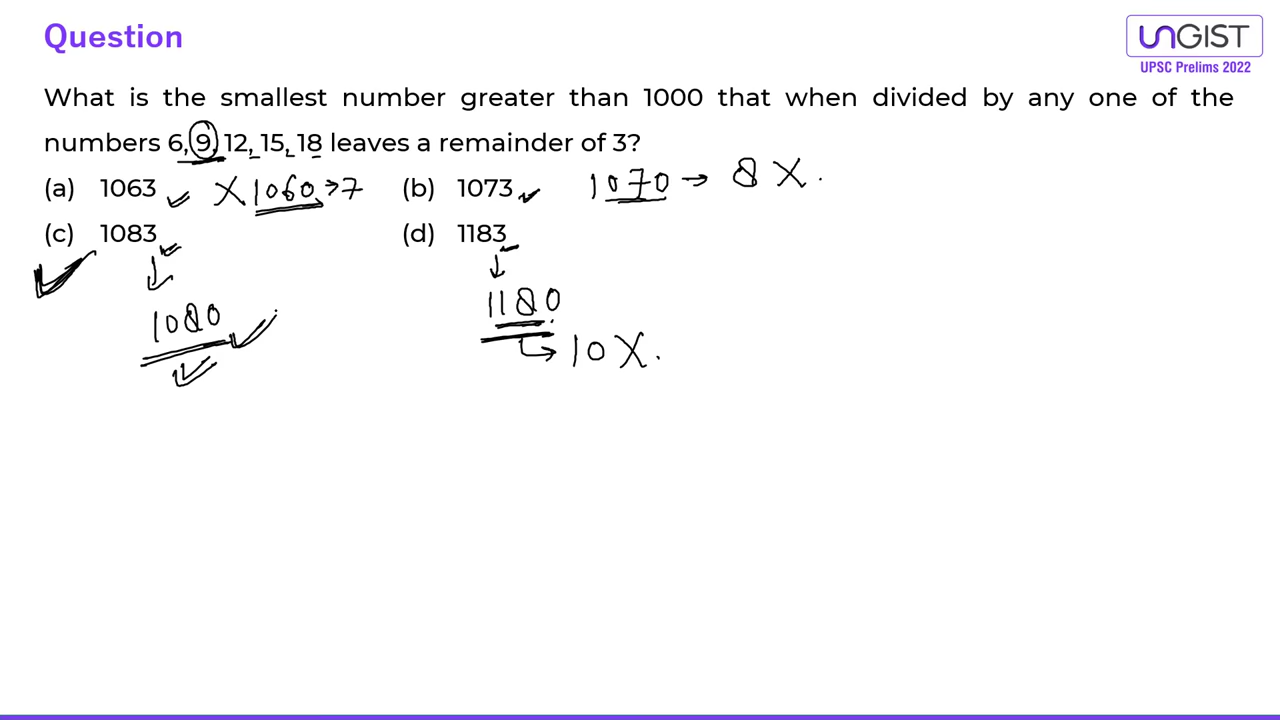 Question
UNGIST
UPSC Prelims 2022
What is the smallest number greater than 1000 that when divided by any one of the
numbers 6, 9, 12, 15, 18 leaves a remainder of 3?
(a) 1063 X 1060 → 7 (b) 1073 1070 → 8 X.
(c) 1083 (d) 1183
1080 1180
10 X.